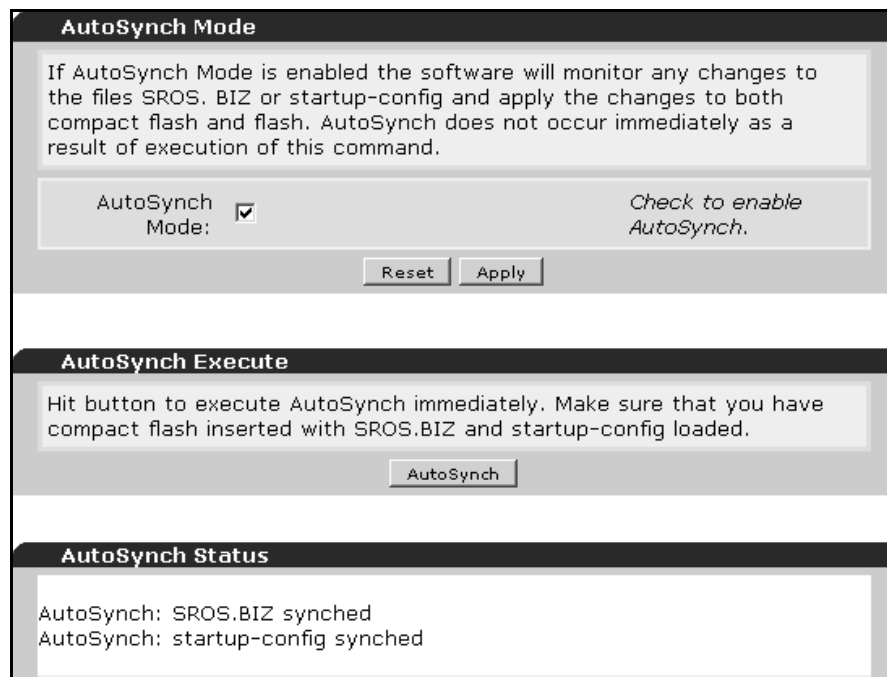 AutoSynch Mode
If AutoSynch Mode is enabled the software will monitor any changes to
the files SROS. BIZ or startup-config and apply the changes to both
compact flash and flash. AutoSynch does not occur immediately as a
result of execution of this command.
AutoSynch
Mode:
Check to enable
AutoSynch.
Reset Apply
AutoSynch Execute
Hit button to execute AutoSynch immediately. Make sure that you have
compact flash inserted with SROS.BIZ and startup-config loaded.
AutoSynch
AutoSynch Status
AutoSynch: SROS.BIZ synched
AutoSynch: startup-config synched